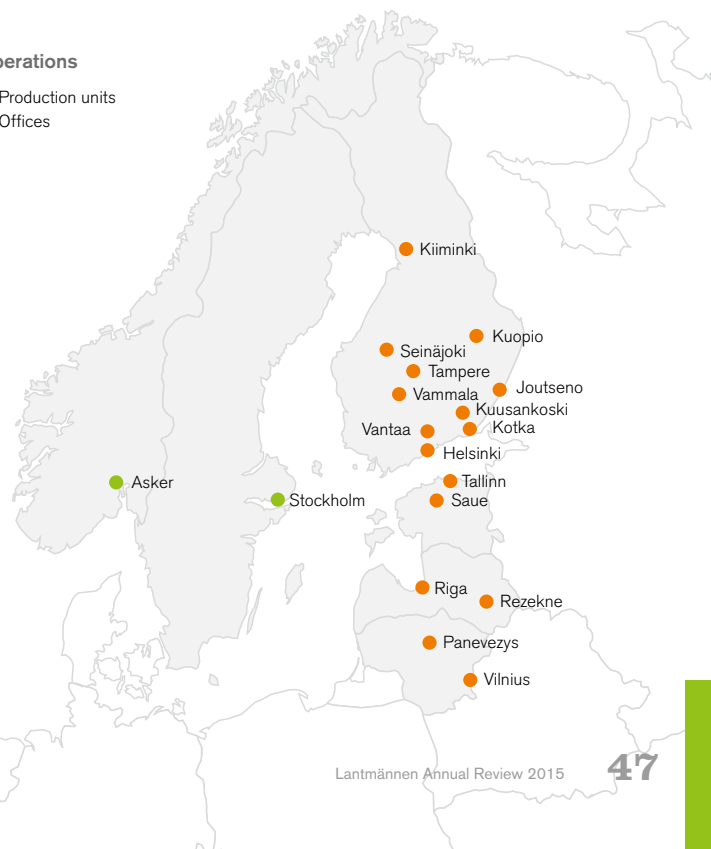 perations
Production units
Offices
Kiiminki
Kuopio
Seinäjoki
Tampere
Joutseno
Vammala
Kuusankoski
Vantaa
Kotka
Helsinki
Asker
Tallinn
Stockholm
Saue
Riga
Rezekne
Panevezys
Vilnius
Lantmännen Annual Review 2015
47